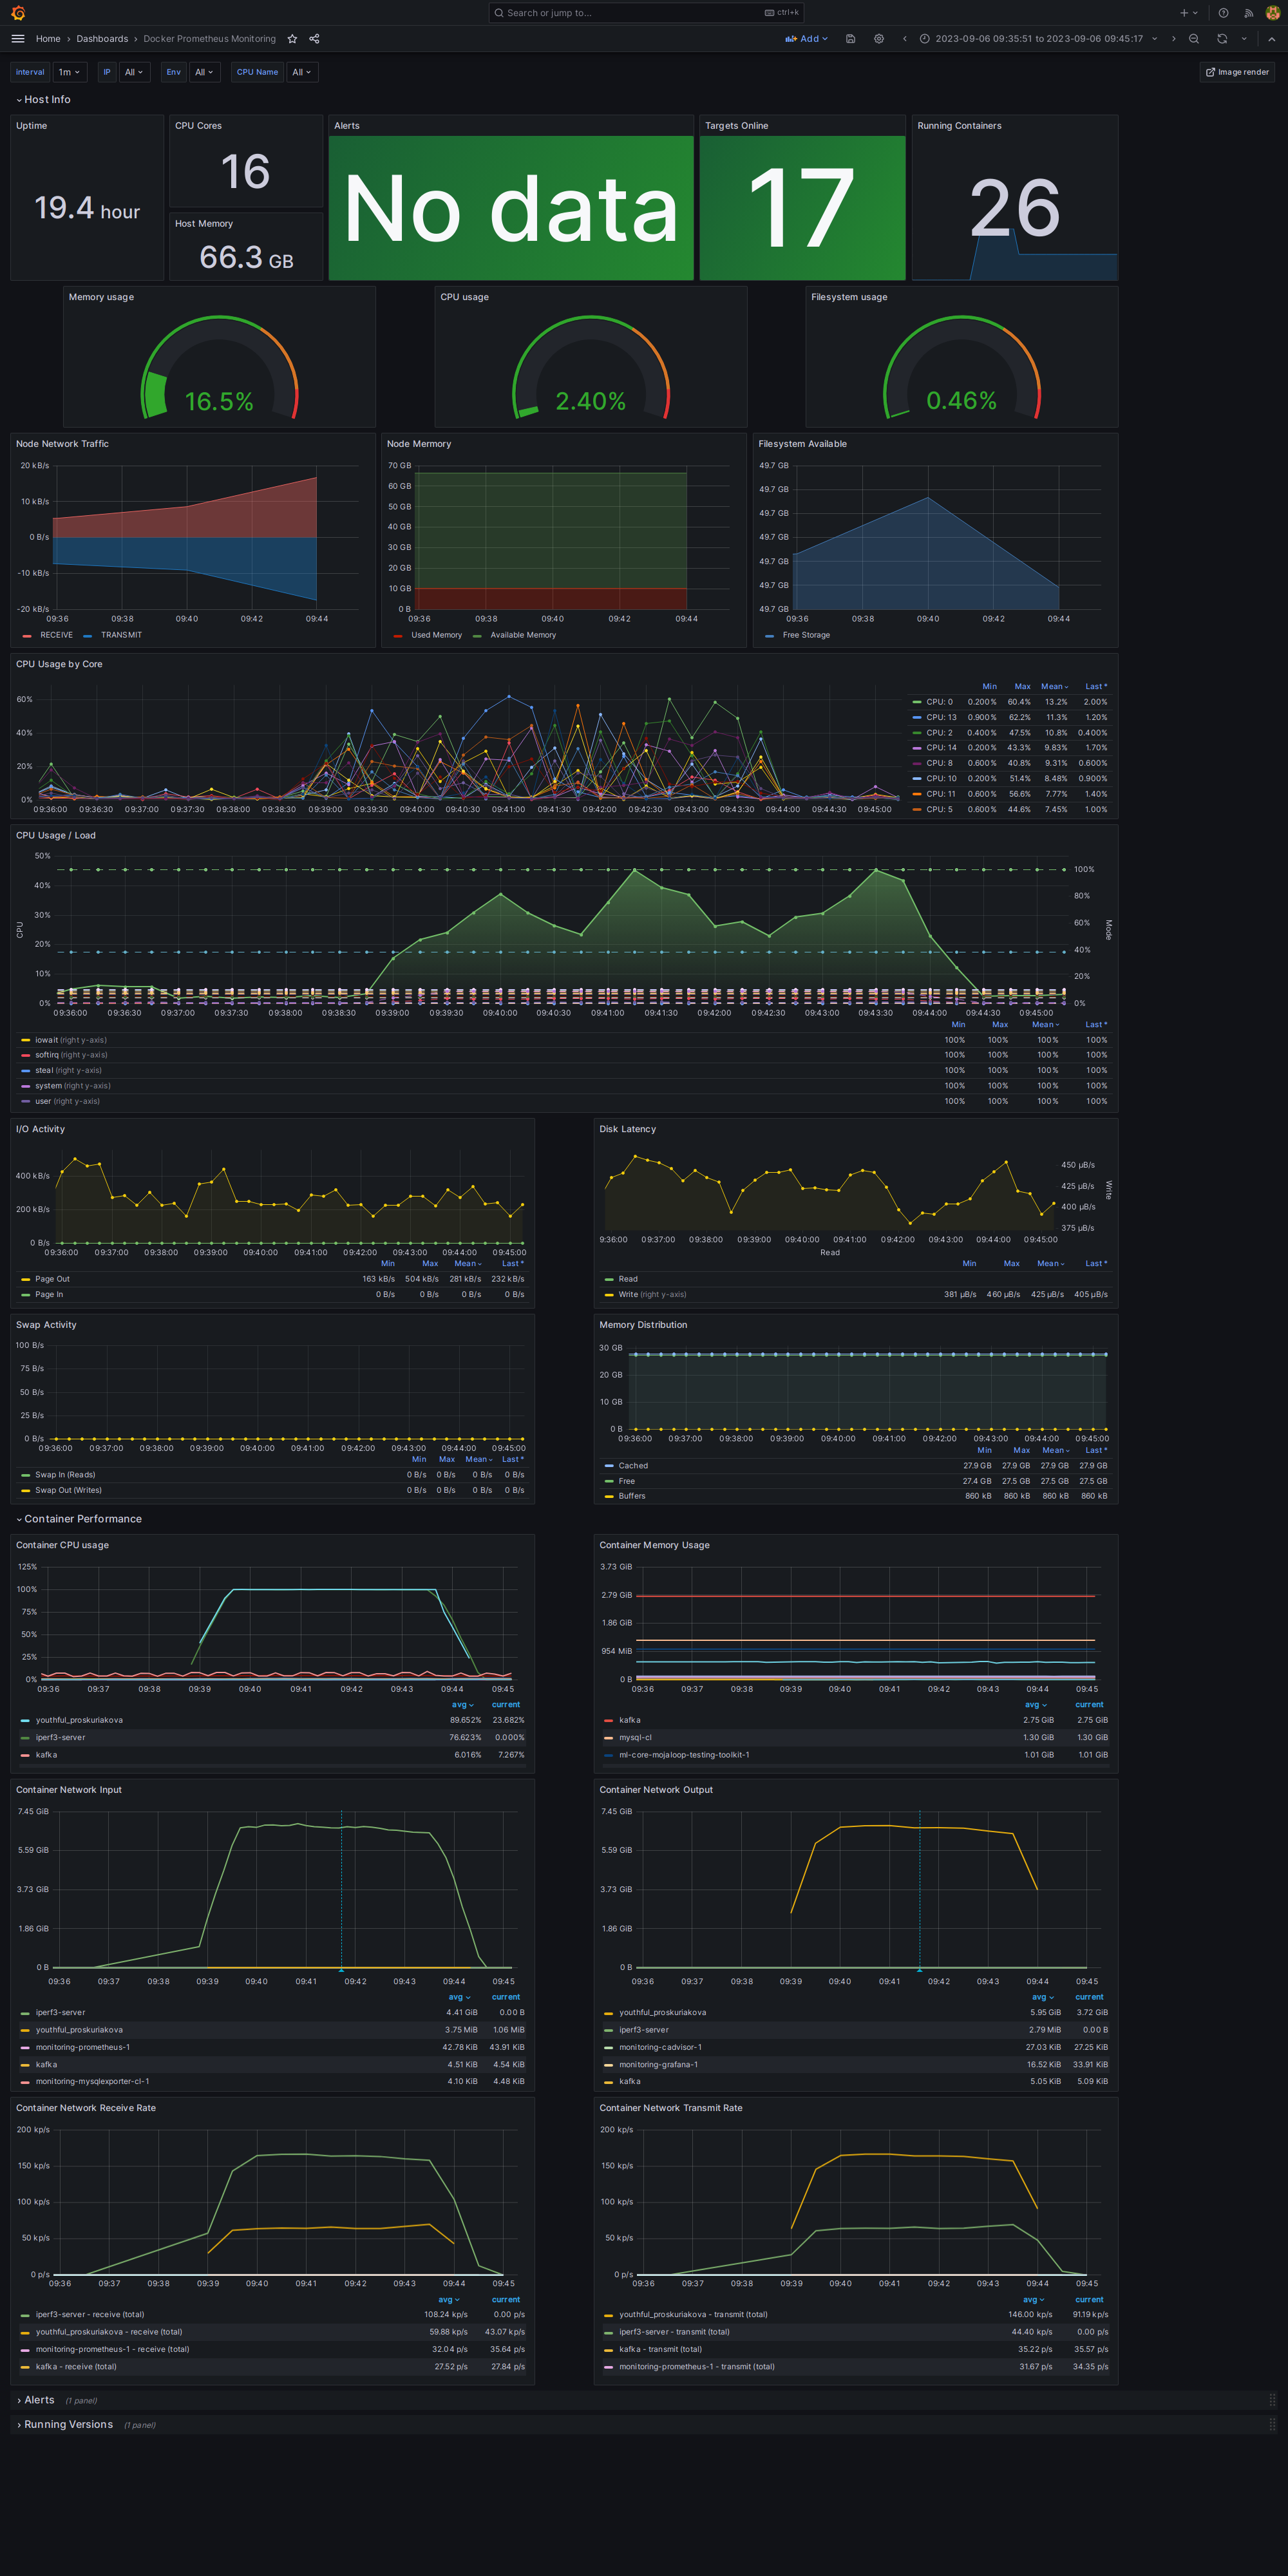 Search or jump to...
ctrl+k
Home › Dashboards › Docker Prometheus Monitoring
Add
2023-09-06 09:35:51 to 2023-09-06 09:45:17
interval 1m IP All Env All CPU Name All
Image render
Host Info
Uptime
19.4 hour
CPU Cores
16
Host Memory
66.3 GB
Alerts
No data
Targets Online
17
Running Containers
26
Memory usage
16.5%
CPU usage
2.40%
Filesystem usage
0.46%
Node Network Traffic
20 kB/s
10 kB/s
0 B/s
-10 kB/s
-20 kB/s
09:36 09:38 09:40 09:42 09:44
RECEIVE TRANSMIT
Node Mermory
70 GB
60 GB
50 GB
40 GB
30 GB
20 GB
10 GB
0 B
09:36 09:38 09:40 09:42 09:44
Used Memory Available Memory
Filesystem Available
49.7 GB
49.7 GB
49.7 GB
49.7 GB
49.7 GB
49.7 GB
49.7 GB
09:36 09:38 09:40 09:42 09:44
Free Storage
CPU Usage by Core
60%
40%
20%
0%
09:36:00 09:36:30 09:37:00 09:37:30 09:38:00 09:38:30 09:39:00 09:39:30 09:40:00 09:40:30 09:41:00 09:41:30 09:42:00 09:42:30 09:43:00 09:43:30 09:44:00 09:44:30 09:45:00
Min Max Mean Last *
CPU: 0 0.200% 60.4% 13.2% 2.00%
CPU: 13 0.900% 62.2% 11.3% 1.20%
CPU: 2 0.400% 47.5% 10.8% 0.400%
CPU: 14 0.200% 43.3% 9.83% 1.70%
CPU: 8 0.600% 40.8% 9.31% 0.600%
CPU: 10 0.200% 51.4% 8.48% 0.900%
CPU: 11 0.600% 56.6% 7.77% 1.40%
CPU: 5 0.600% 44.6% 7.45% 1.00%
CPU Usage / Load
CPU
50%
40%
30%
20%
10%
0%
100%
80%
60%
40%
20%
0%
Mode
09:36:00 09:36:30 09:37:00 09:37:30 09:38:00 09:38:30 09:39:00 09:39:30 09:40:00 09:40:30 09:41:00 09:41:30 09:42:00 09:42:30 09:43:00 09:43:30 09:44:00 09:44:30 09:45:00
Min Max Mean Last *
iowait (right y-axis) 100% 100% 100% 100%
softirq (right y-axis) 100% 100% 100% 100%
steal (right y-axis) 100% 100% 100% 100%
system (right y-axis) 100% 100% 100% 100%
user (right y-axis) 100% 100% 100% 100%
I/O Activity
400 kB/s
200 kB/s
0 B/s
09:36:00 09:37:00 09:38:00 09:39:00 09:40:00 09:41:00 09:42:00 09:43:00 09:44:00 09:45:00
Min Max Mean Last *
Page Out 163 kB/s 504 kB/s 281 kB/s 232 kB/s
Page In 0 B/s 0 B/s 0 B/s 0 B/s
Disk Latency
450 µB/s
425 µB/s
400 µB/s
375 µB/s
Write
9:36:00 09:37:00 09:38:00 09:39:00 09:40:00 09:41:00 09:42:00 09:43:00 09:44:00 09:45:00
Read
Min Max Mean Last *
Read
Write (right y-axis) 381 µB/s 460 µB/s 425 µB/s 405 µB/s
Swap Activity
100 B/s
75 B/s
50 B/s
25 B/s
0 B/s
09:36:00 09:37:00 09:38:00 09:39:00 09:40:00 09:41:00 09:42:00 09:43:00 09:44:00 09:45:00
Min Max Mean Last *
Swap In (Reads) 0 B/s 0 B/s 0 B/s 0 B/s
Swap Out (Writes) 0 B/s 0 B/s 0 B/s 0 B/s
Memory Distribution
30 GB
20 GB
10 GB
0 B
09:36:00 09:37:00 09:38:00 09:39:00 09:40:00 09:41:00 09:42:00 09:43:00 09:44:00 09:45:00
Min Max Mean Last *
Cached 27.9 GB 27.9 GB 27.9 GB 27.9 GB
Free 27.4 GB 27.5 GB 27.5 GB 27.5 GB
Buffers 860 kB 860 kB 860 kB 860 kB
Container Performance
Container CPU usage
125%
100%
75%
50%
25%
0%
09:36 09:37 09:38 09:39 09:40 09:41 09:42 09:43 09:44 09:45
avg current
youthful_proskuriakova 89.652% 23.682%
iperf3-server 76.623% 0.000%
kafka 6.016% 7.267%
Container Memory Usage
3.73 GiB
2.79 GiB
1.86 GiB
954 MiB
0 B
09:36 09:37 09:38 09:39 09:40 09:41 09:42 09:43 09:44 09:45
avg current
kafka 2.75 GiB 2.75 GiB
mysql-cl 1.30 GiB 1.30 GiB
ml-core-mojaloop-testing-toolkit-1 1.01 GiB 1.01 GiB
Container Network Input
7.45 GiB
5.59 GiB
3.73 GiB
1.86 GiB
0 B
09:36 09:37 09:38 09:39 09:40 09:41 09:42 09:43 09:44 09:45
avg current
iperf3-server 4.41 GiB 0.00 B
youthful_proskuriakova 3.75 MiB 1.06 MiB
monitoring-prometheus-1 42.78 KiB 43.91 KiB
kafka 4.51 KiB 4.54 KiB
monitoring-mysqlexporter-cl-1 4.10 KiB 4.48 KiB
Container Network Output
7.45 GiB
5.59 GiB
3.73 GiB
1.86 GiB
0 B
09:36 09:37 09:38 09:39 09:40 09:41 09:42 09:43 09:44 09:45
avg current
youthful_proskuriakova 5.95 GiB 3.72 GiB
iperf3-server 2.79 MiB 0.00 B
monitoring-cadvisor-1 27.03 KiB 27.25 KiB
monitoring-grafana-1 16.52 KiB 33.91 KiB
kafka 5.05 KiB 5.09 KiB
Container Network Receive Rate
200 kp/s
150 kp/s
100 kp/s
50 kp/s
0 p/s
09:36 09:37 09:38 09:39 09:40 09:41 09:42 09:43 09:44 09:45
avg current
iperf3-server - receive (total) 108.24 kp/s 0.00 p/s
youthful_proskuriakova - receive (total) 59.88 kp/s 43.07 kp/s
monitoring-prometheus-1 - receive (total) 32.04 p/s 35.64 p/s
kafka - receive (total) 27.52 p/s 27.84 p/s
Container Network Transmit Rate
200 kp/s
150 kp/s
100 kp/s
50 kp/s
0 p/s
09:36 09:37 09:38 09:39 09:40 09:41 09:42 09:43 09:44 09:45
avg current
youthful_proskuriakova - transmit (total) 146.00 kp/s 91.19 kp/s
iperf3-server - transmit (total) 44.40 kp/s 0.00 p/s
kafka - transmit (total) 35.22 p/s 35.57 p/s
monitoring-prometheus-1 - transmit (total) 31.67 p/s 34.35 p/s
Alerts (1 panel)
Running Versions (1 panel)